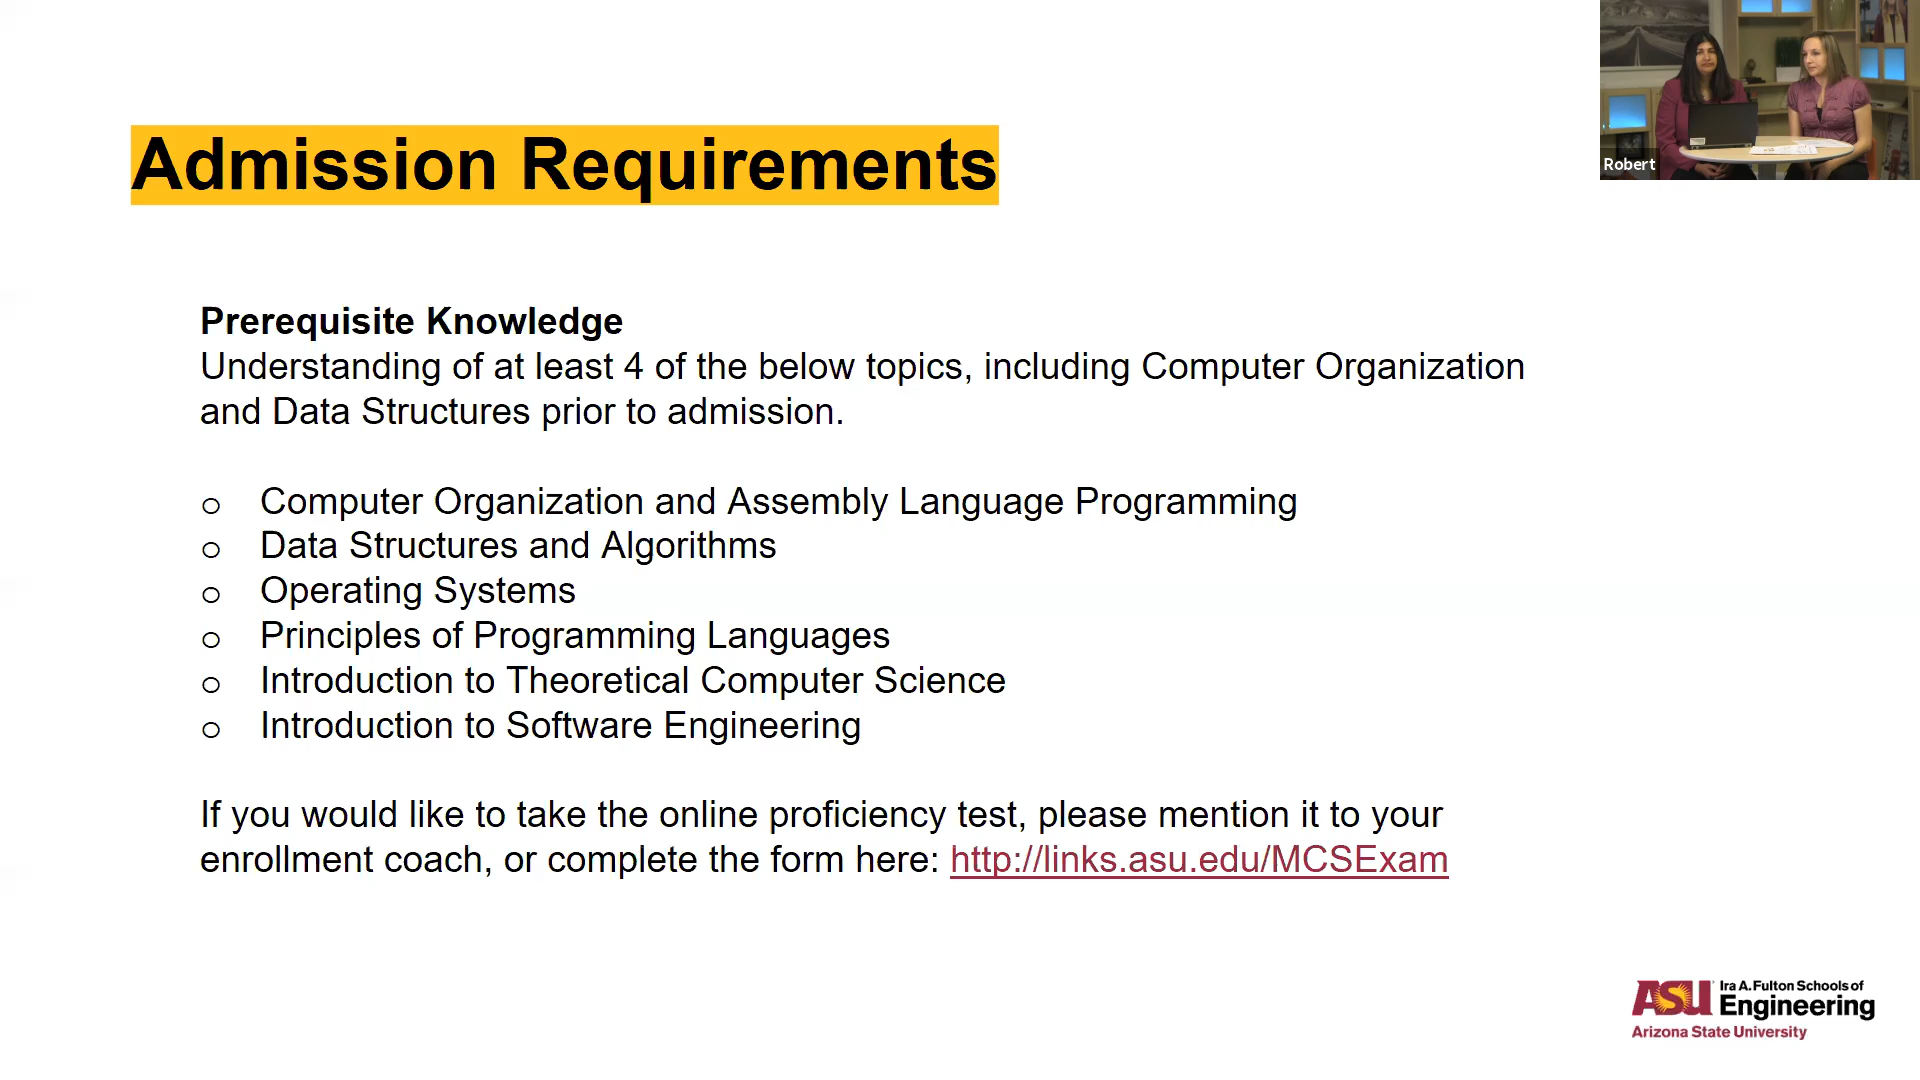 Admission Requirements
Robert
Prerequisite Knowledge
Understanding of at least 4 of the below topics, including Computer Organization
and Data Structures prior to admission.
o Computer Organization and Assembly Language Programming
o Data Structures and Algorithms
o Operating Systems
o Principles of Programming Languages
o Introduction to Theoretical Computer Science
o Introduction to Software Engineering
If you would like to take the online proficiency test, please mention it to your
enrollment coach, or complete the form here: http://links.asu.edu/MCSExam
ASU Ira A. Fulton Schools of
Engineering
Arizona State University